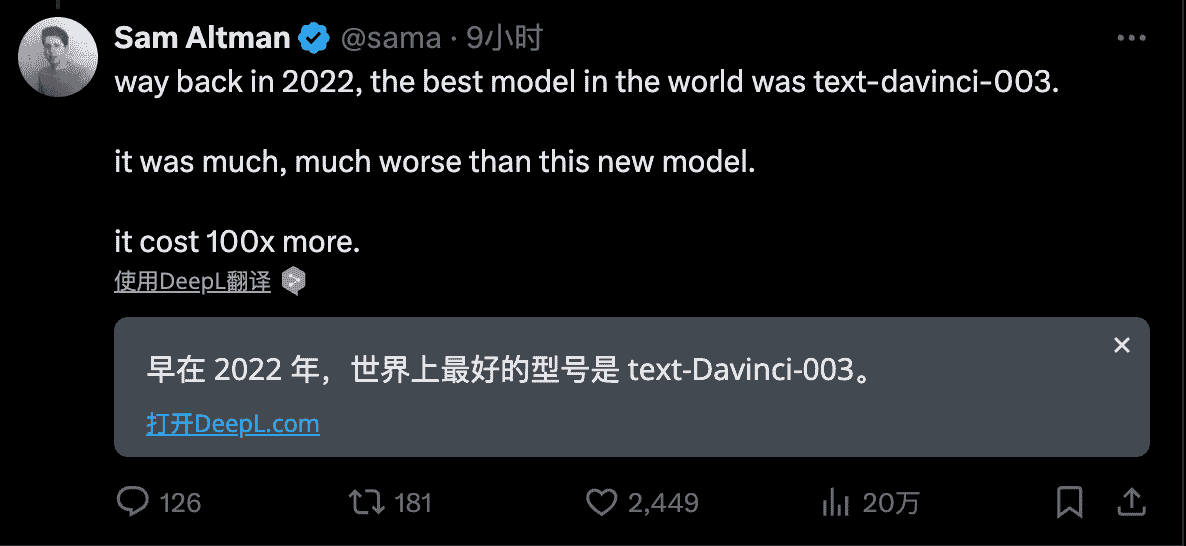 Sam Altman @sama · 9小时
way back in 2022, the best model in the world was text-davinci-003.
it was much, much worse than this new model.
it cost 100x more.
使用DeepL翻译
早在 2022 年，世界上最好的型号是 text-Davinci-003。
打开DeepL.com
126 181 2,449 20万